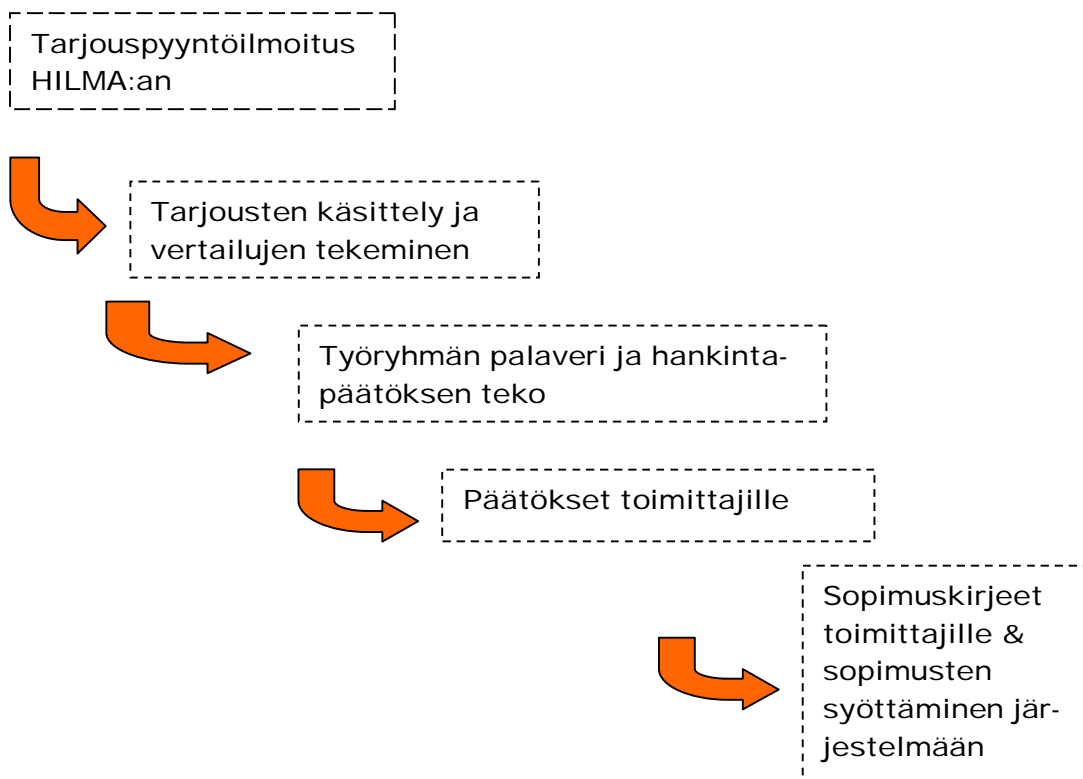 Tarjouspyyntöilmoitus
HILMA:an
Tarjousten käsittely ja
vertailujen tekeminen
Työryhmän palaveri ja hankinta-
päätöksen teko
Päätökset toimittajille
Sopimuskirjeet
toimittajille &
sopimusten
syöttäminen jär-
jestelmään